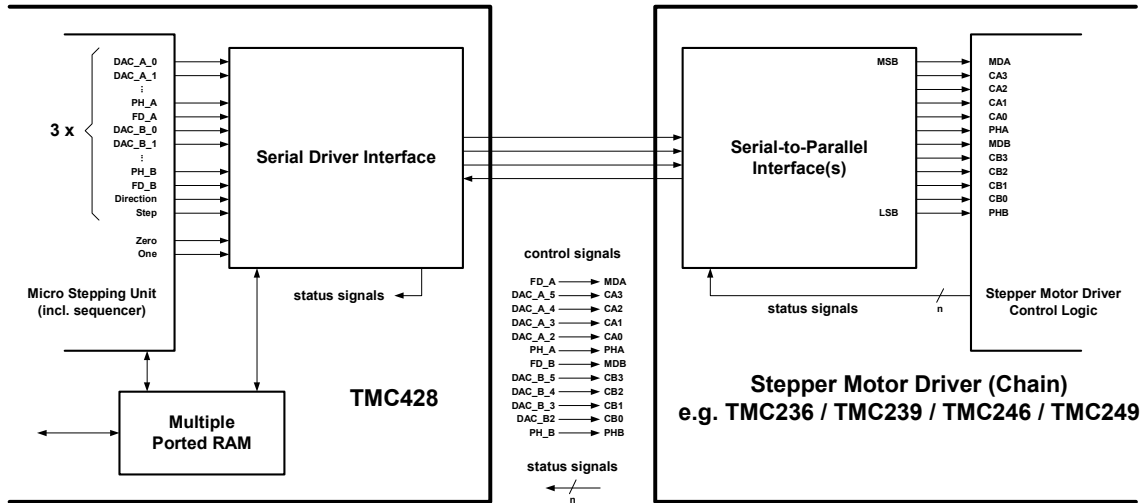 3 x
DAC_A_0
DAC_A_1
⋮
PH_A
FD_A
DAC_B_0
DAC_B_1
⋮
PH_B
FD_B
Direction
Step
Zero
One
Micro Stepping Unit
(incl. sequencer)
Serial Driver Interface
status signals
Multiple
Ported RAM
TMC428
control signals
FD_A MDA
DAC_A_5 CA3
DAC_A_4 CA2
DAC_A_3 CA1
DAC_A_2 CA0
PH_A PHA
FD_B MDB
DAC_B_5 CB3
DAC_B_4 CB2
DAC_B_3 CB1
DAC_B2 CB0
PH_B PHB
status signals
n
MSB
Serial-to-Parallel
Interface(s)
LSB
MDA
CA3
CA2
CA1
CA0
PHA
MDB
CB3
CB2
CB1
CB0
PHB
status signals
n
Stepper Motor Driver
Control Logic
Stepper Motor Driver (Chain)
e.g. TMC236 / TMC239 / TMC246 / TMC249